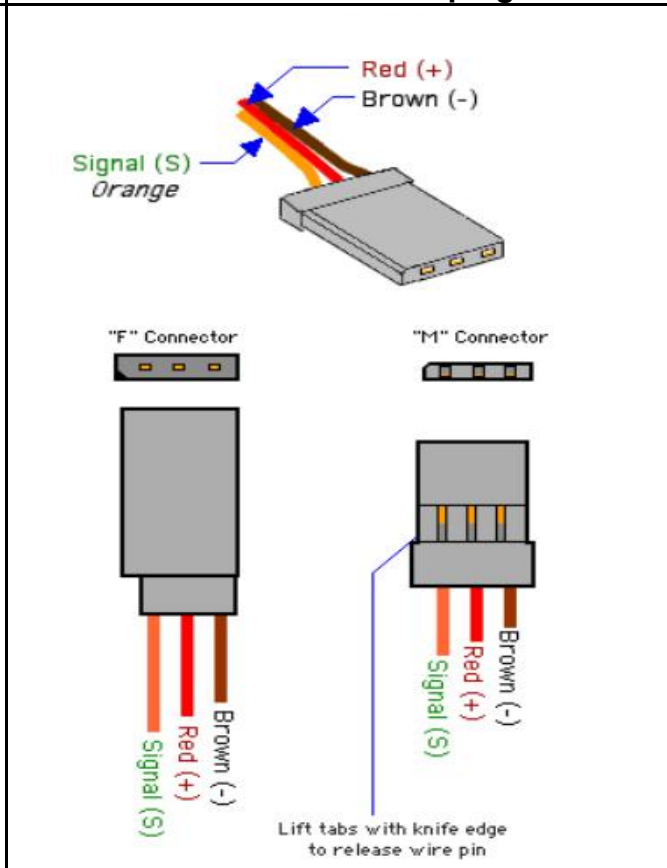 Red (+)
Brown (-)
Signal (S)
Orange
"F" Connector
"M" Connector
Signal (S)
Red (+)
Brown (-)
Signal (S)
Red (+)
Brown (-)
Lift tabs with knife edge
to release wire pin